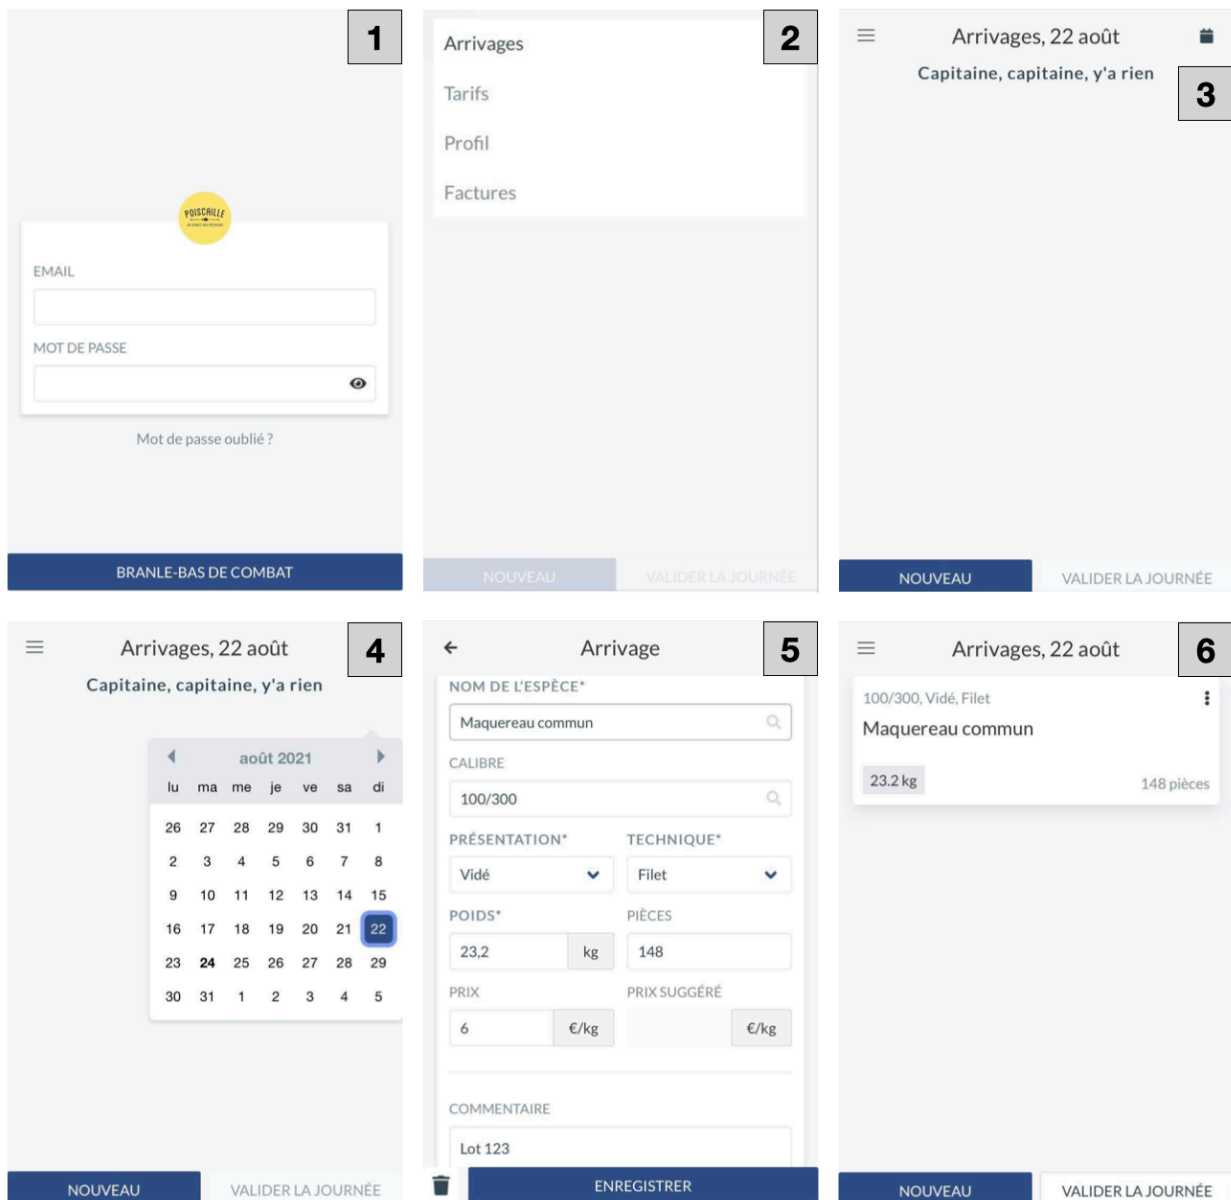 1
POISCAILLE
EMAIL
MOT DE PASSE
Mot de passe oublié ?
BRANLE-BAS DE COMBAT
2
Arrivages
Tarifs
Profil
Factures
NOUVEAU
VALIDER LA JOURNÉE
Arrivages, 22 août
Capitaine, capitaine, y'a rien
3
NOUVEAU
VALIDER LA JOURNÉE
Arrivages, 22 août
4
Capitaine, capitaine, y'a rien
août 2021
lu ma me je ve sa di
26 27 28 29 30 31 1
2 3 4 5 6 7 8
9 10 11 12 13 14 15
16 17 18 19 20 21 22
23 24 25 26 27 28 29
30 31 1 2 3 4 5
NOUVEAU
VALIDER LA JOURNÉE
Arrivage
5
NOM DE L'ESPÈCE*
Maquereau commun
CALIBRE
100/300
PRÉSENTATION* TECHNIQUE*
Vidé Filet
POIDS* PIÈCES
23,2 kg 148
PRIX PRIX SUGGÉRÉ
6 €/kg €/kg
COMMENTAIRE
Lot 123
ENREGISTRER
Arrivages, 22 août
6
100/300, Vidé, Filet
Maquereau commun
23.2 kg 148 pièces
NOUVEAU
VALIDER LA JOURNÉE